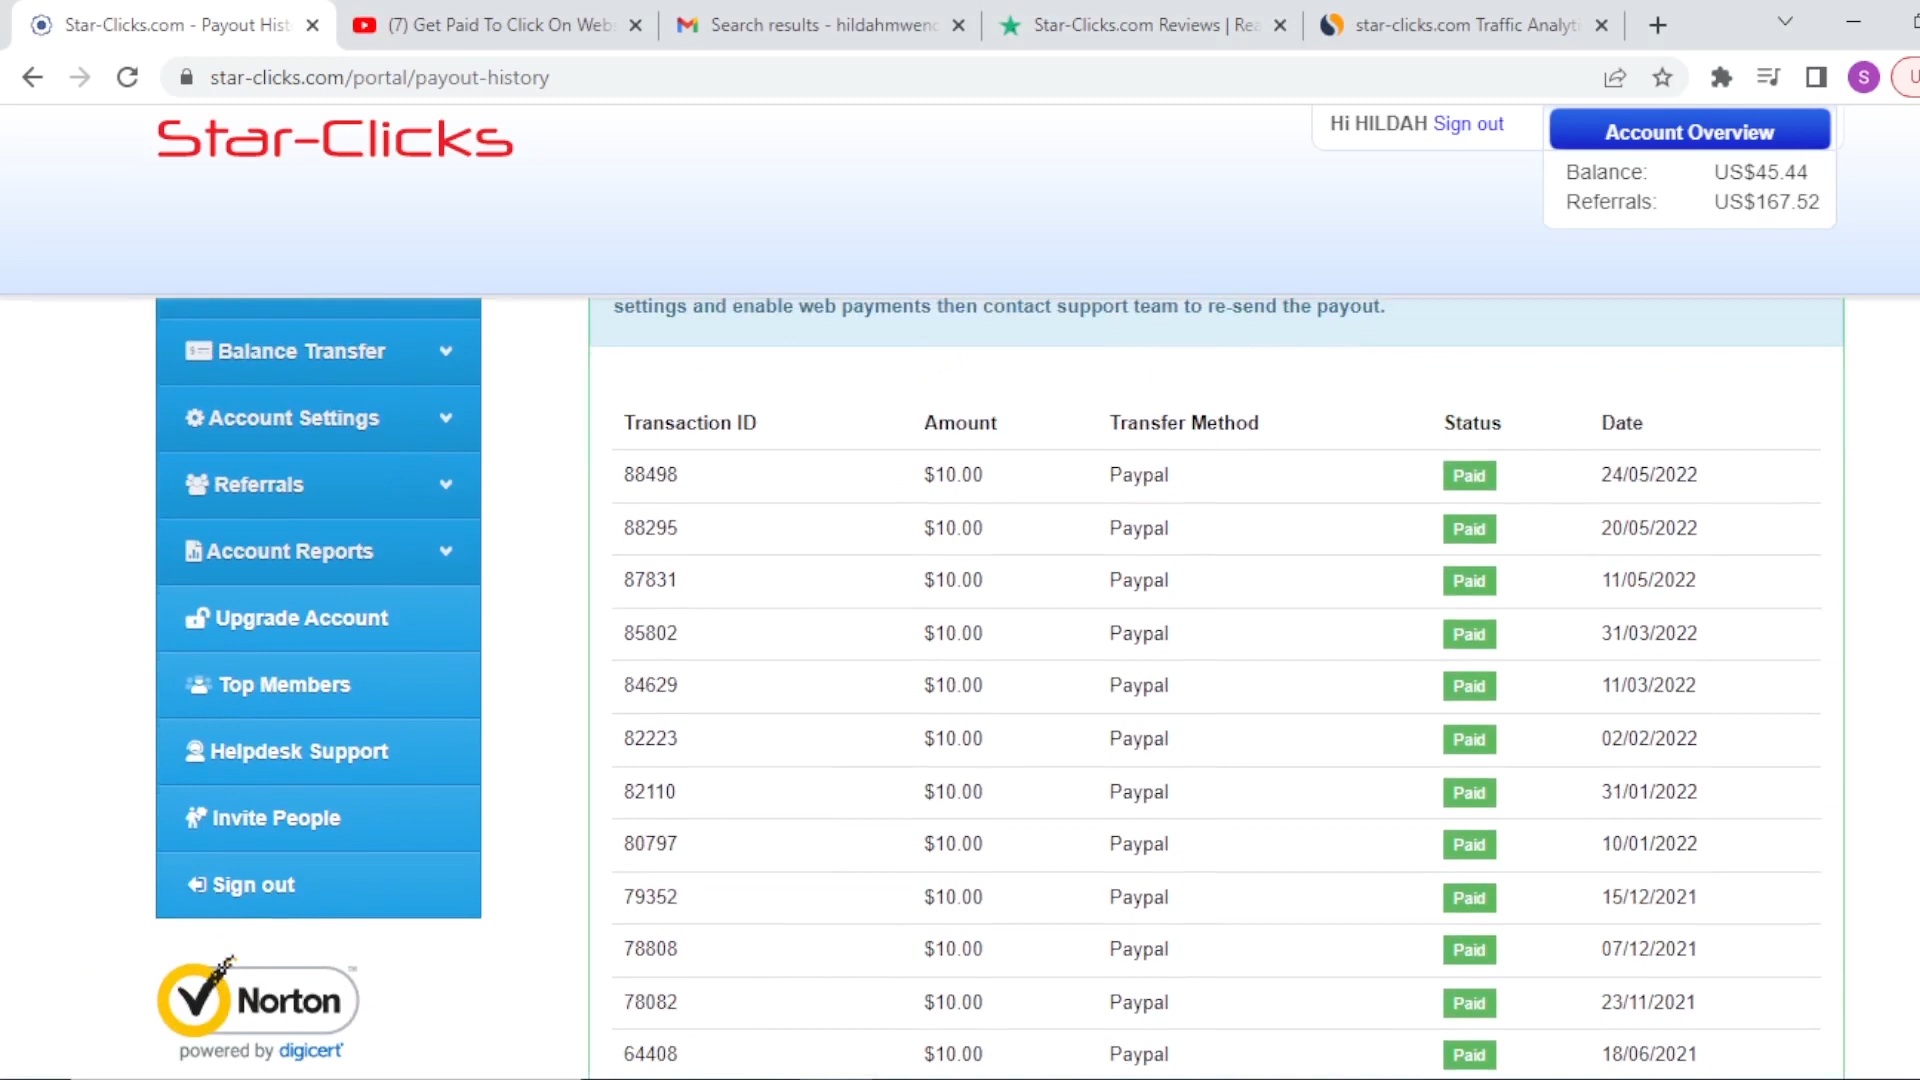 Star-Clicks.com - Payout Hist
(7) Get Paid To Click On Web
Search results - hildahmwen
Star-Clicks.com Reviews | Rea
star-clicks.com Traffic Analyt
star-clicks.com/portal/payout-history
S
U
Star-Clicks
Hi HILDAH Sign out
Account Overview
Balance: US$45.44
Referrals: US$167.52
settings and enable web payments then contact support team to re-send the payout.
Balance Transfer
Account Settings
Referrals
Account Reports
Upgrade Account
Top Members
Helpdesk Support
Invite People
Sign out
Norton
powered by digicert
Transaction ID Amount Transfer Method Status Date
88498 $10.00 Paypal Paid 24/05/2022
88295 $10.00 Paypal Paid 20/05/2022
87831 $10.00 Paypal Paid 11/05/2022
85802 $10.00 Paypal Paid 31/03/2022
84629 $10.00 Paypal Paid 11/03/2022
82223 $10.00 Paypal Paid 02/02/2022
82110 $10.00 Paypal Paid 31/01/2022
80797 $10.00 Paypal Paid 10/01/2022
79352 $10.00 Paypal Paid 15/12/2021
78808 $10.00 Paypal Paid 07/12/2021
78082 $10.00 Paypal Paid 23/11/2021
64408 $10.00 Paypal Paid 18/06/2021